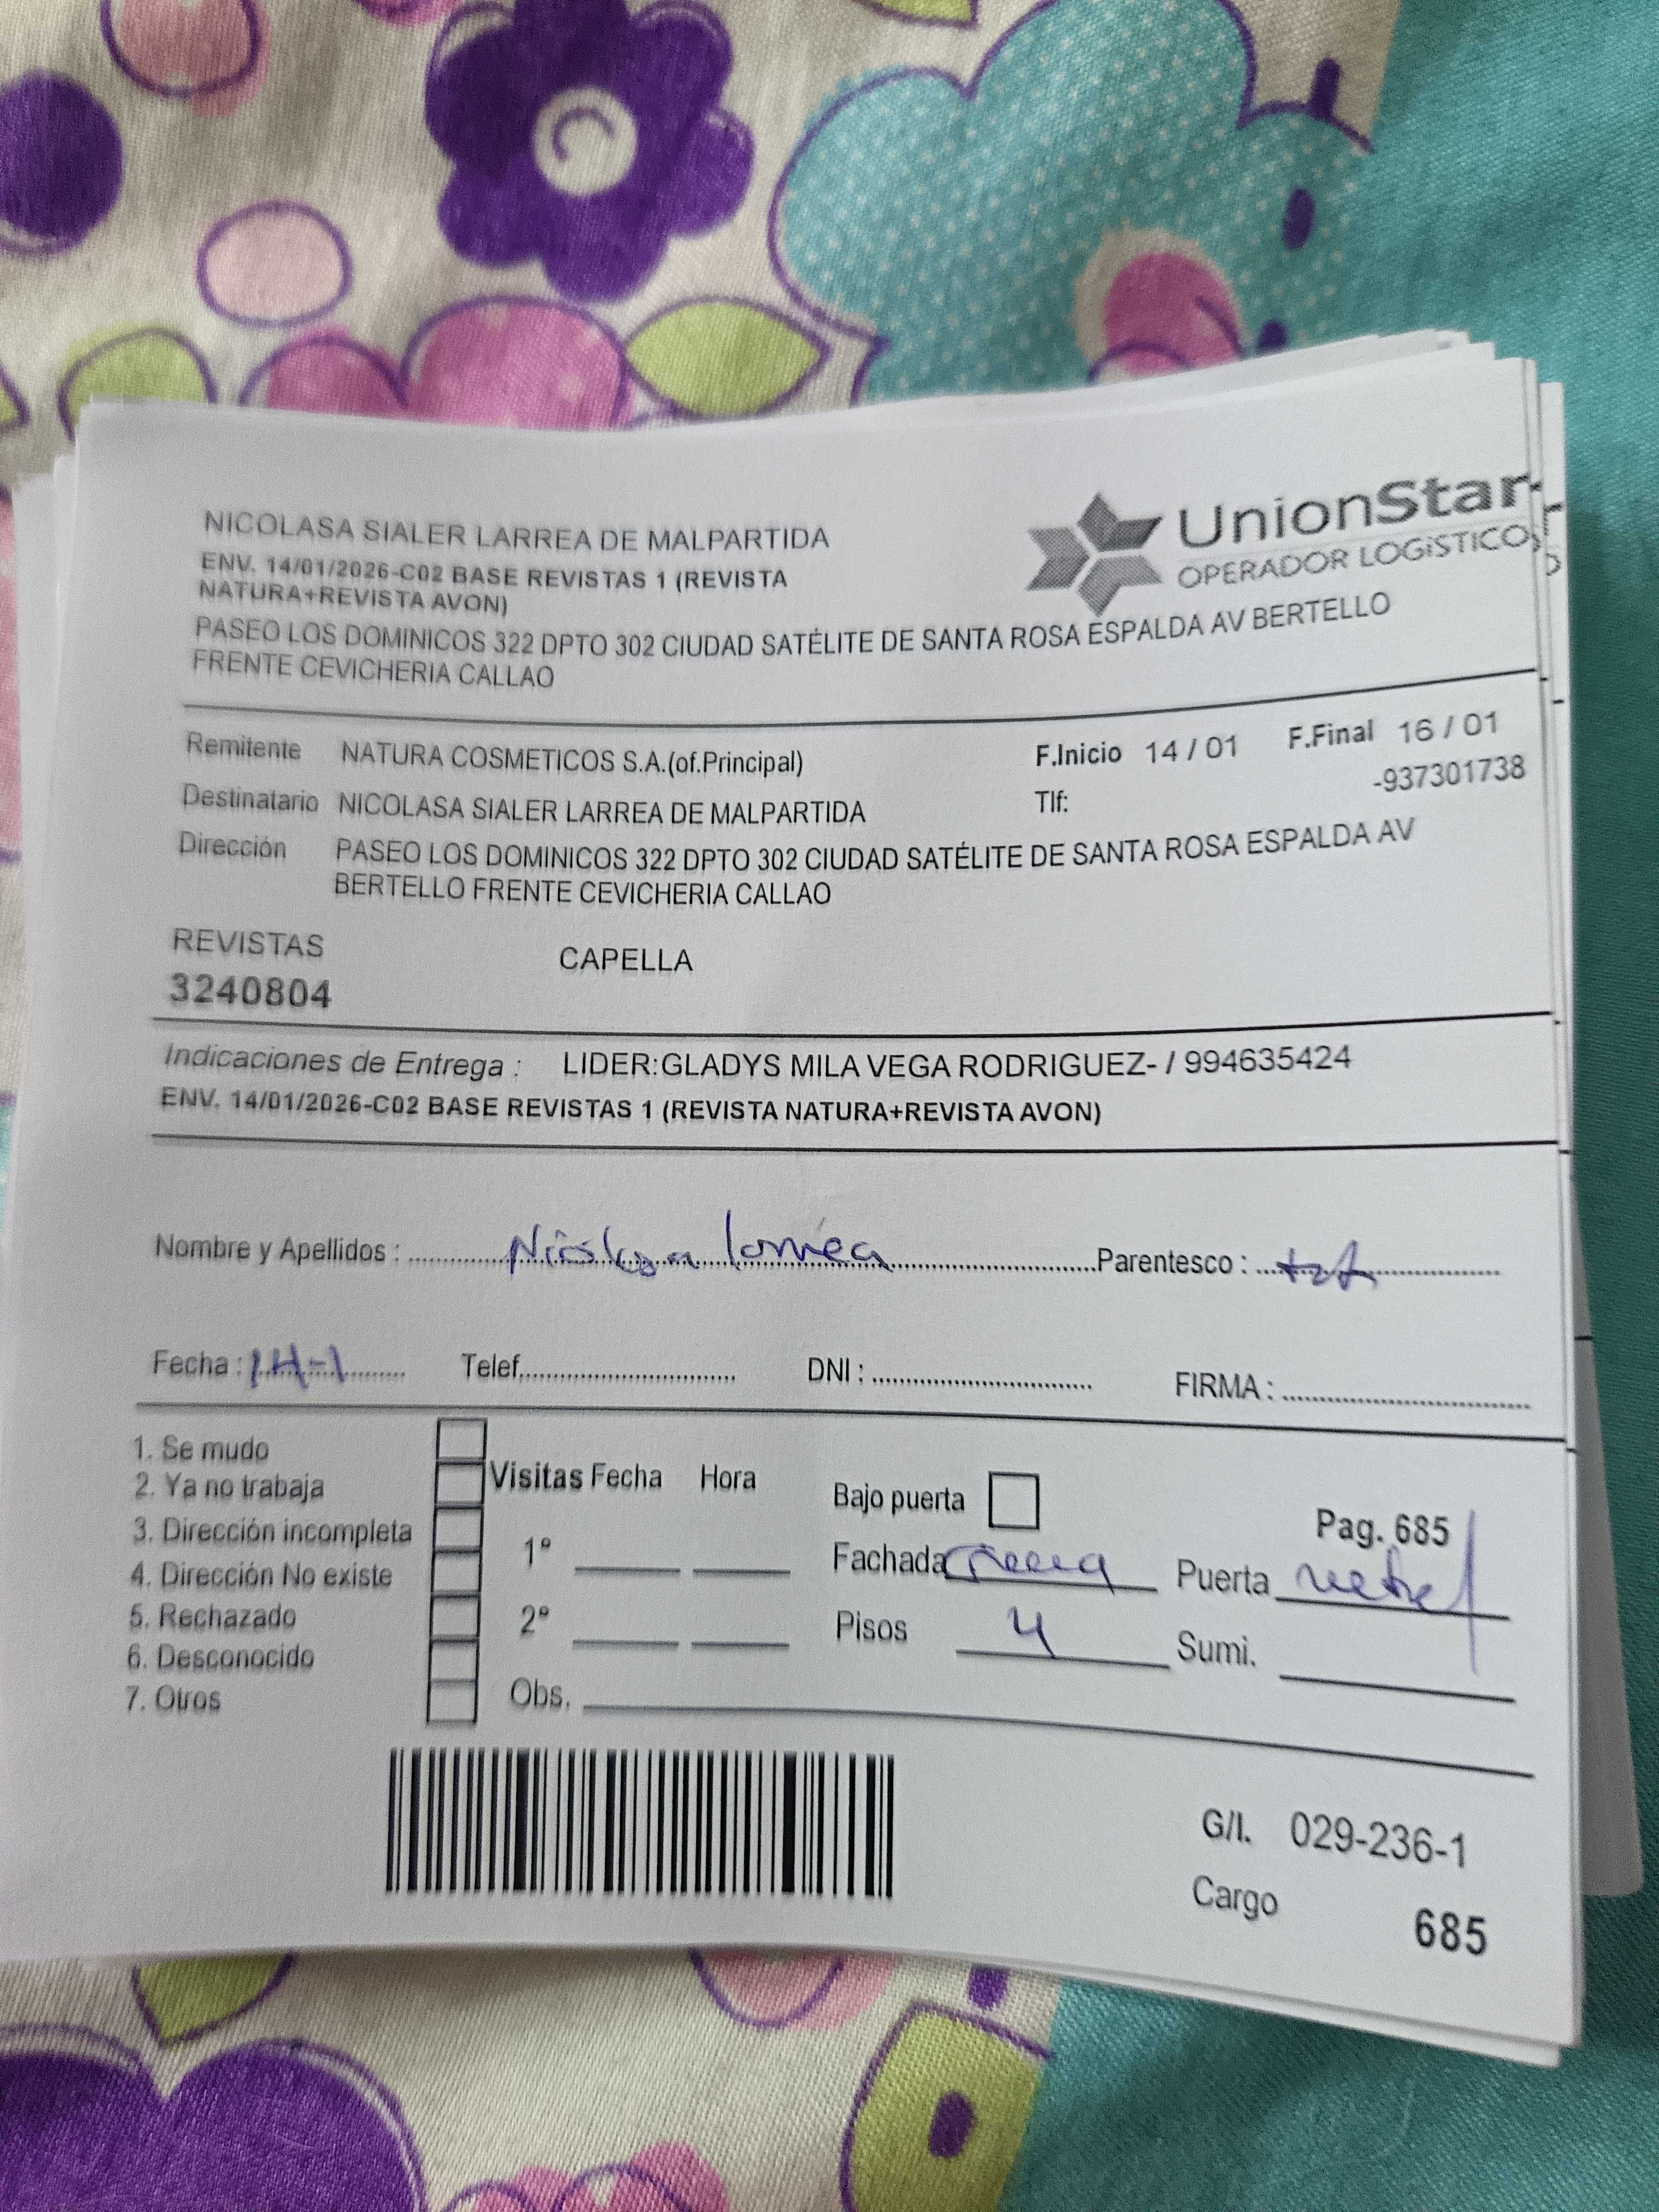 NICOLASA SIALER LARREA DE MALPARTIDA
UnionStar
OPERADOR LOGíSTICO
ENV. 14/01/2026-C02 BASE REVISTAS 1 (REVISTA
NATURA+REVISTA AVON)
PASEO LOS DOMINICOS 322 DPTO 302 CIUDAD SATÉLITE DE SANTA ROSA ESPALDA AV BERTELLO
FRENTE CEVICHERIA CALLAO
Remitente NATURA COSMETICOS S.A.(of.Principal) F.Inicio 14 / 01 F.Final 16 / 01
Destinatario NICOLASA SIALER LARREA DE MALPARTIDA Tlf: -937301738
Dirección PASEO LOS DOMINICOS 322 DPTO 302 CIUDAD SATÉLITE DE SANTA ROSA ESPALDA AV
BERTELLO FRENTE CEVICHERIA CALLAO
REVISTAS CAPELLA
3240804
Indicaciones de Entrega : LIDER:GLADYS MILA VEGA RODRIGUEZ- / 994635424
ENV. 14/01/2026-C02 BASE REVISTAS 1 (REVISTA NATURA+REVISTA AVON)
Nombre y Apellidos : Parentesco :
Fecha : 14-1 Telef. DNI : FIRMA :
1. Se mudo
2. Ya no trabaja
3. Dirección incompleta
4. Dirección No existe
5. Rechazado
6. Desconocido
7. Otros
Visitas Fecha Hora
1º
2º
Obs.
Bajo puerta
Pag. 685
Fachada Puerta
Pisos 4 Sumi.
G/I. 029-236-1
Cargo 685